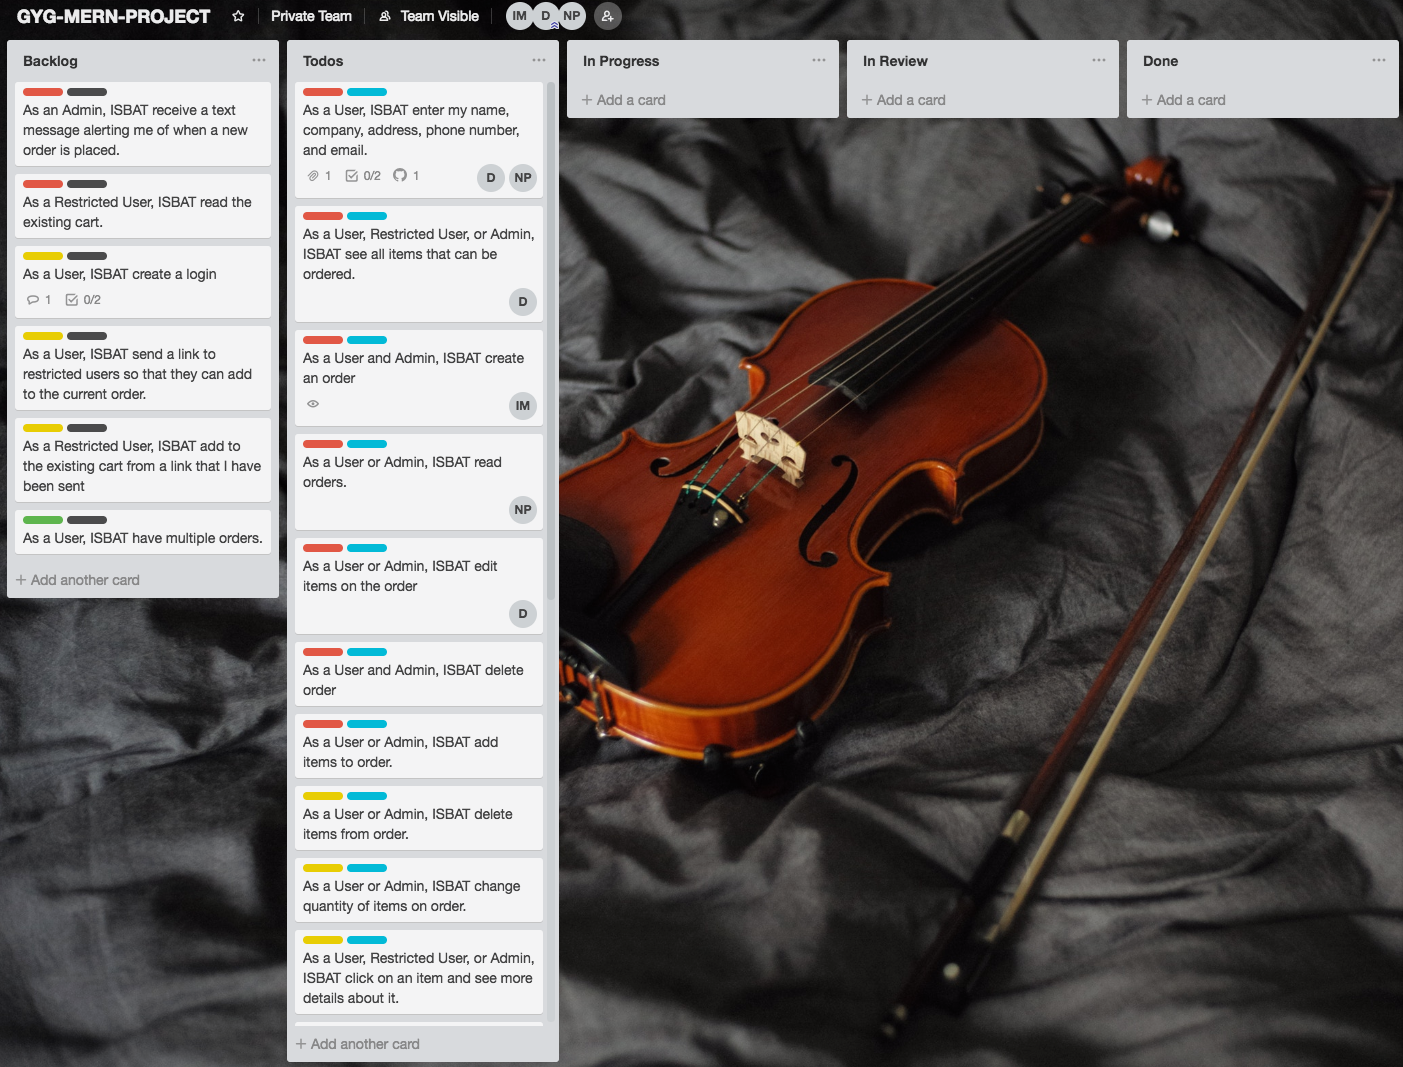 GYG-MERN-PROJECT
Private Team
Team Visible
IM
D
NP
Backlog
As an Admin, ISBAT receive a text
message alerting me of when a new
order is placed.
As a Restricted User, ISBAT read the
existing cart.
As a User, ISBAT create a login
1
0/2
As a User, ISBAT send a link to
restricted users so that they can add
to the current order.
As a Restricted User, ISBAT add to
the existing cart from a link that I have
been sent
As a User, ISBAT have multiple orders.
+ Add another card
Todos
As a User, ISBAT enter my name,
company, address, phone number,
and email.
1
0/2
1
D
NP
As a User, Restricted User, or Admin,
ISBAT see all items that can be
ordered.
D
As a User and Admin, ISBAT create
an order
IM
As a User or Admin, ISBAT read
orders.
NP
As a User or Admin, ISBAT edit
items on the order
D
As a User and Admin, ISBAT delete
order
As a User or Admin, ISBAT add
items to order.
As a User or Admin, ISBAT delete
items from order.
As a User or Admin, ISBAT change
quantity of items on order.
As a User, Restricted User, or Admin,
ISBAT click on an item and see more
details about it.
+ Add another card
In Progress
+ Add a card
In Review
+ Add a card
Done
+ Add a card